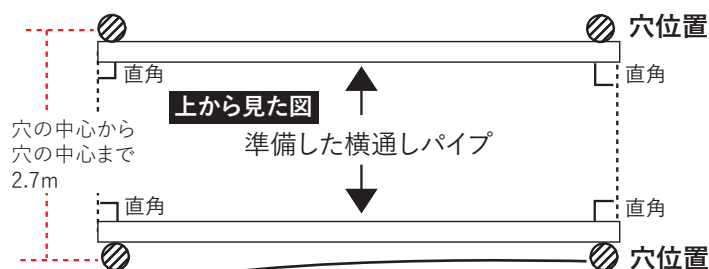 穴位置
直角
直角
上から見た図
準備した横通しパイプ
穴の中心から
穴の中心まで
2.7m
直角
直角
穴位置